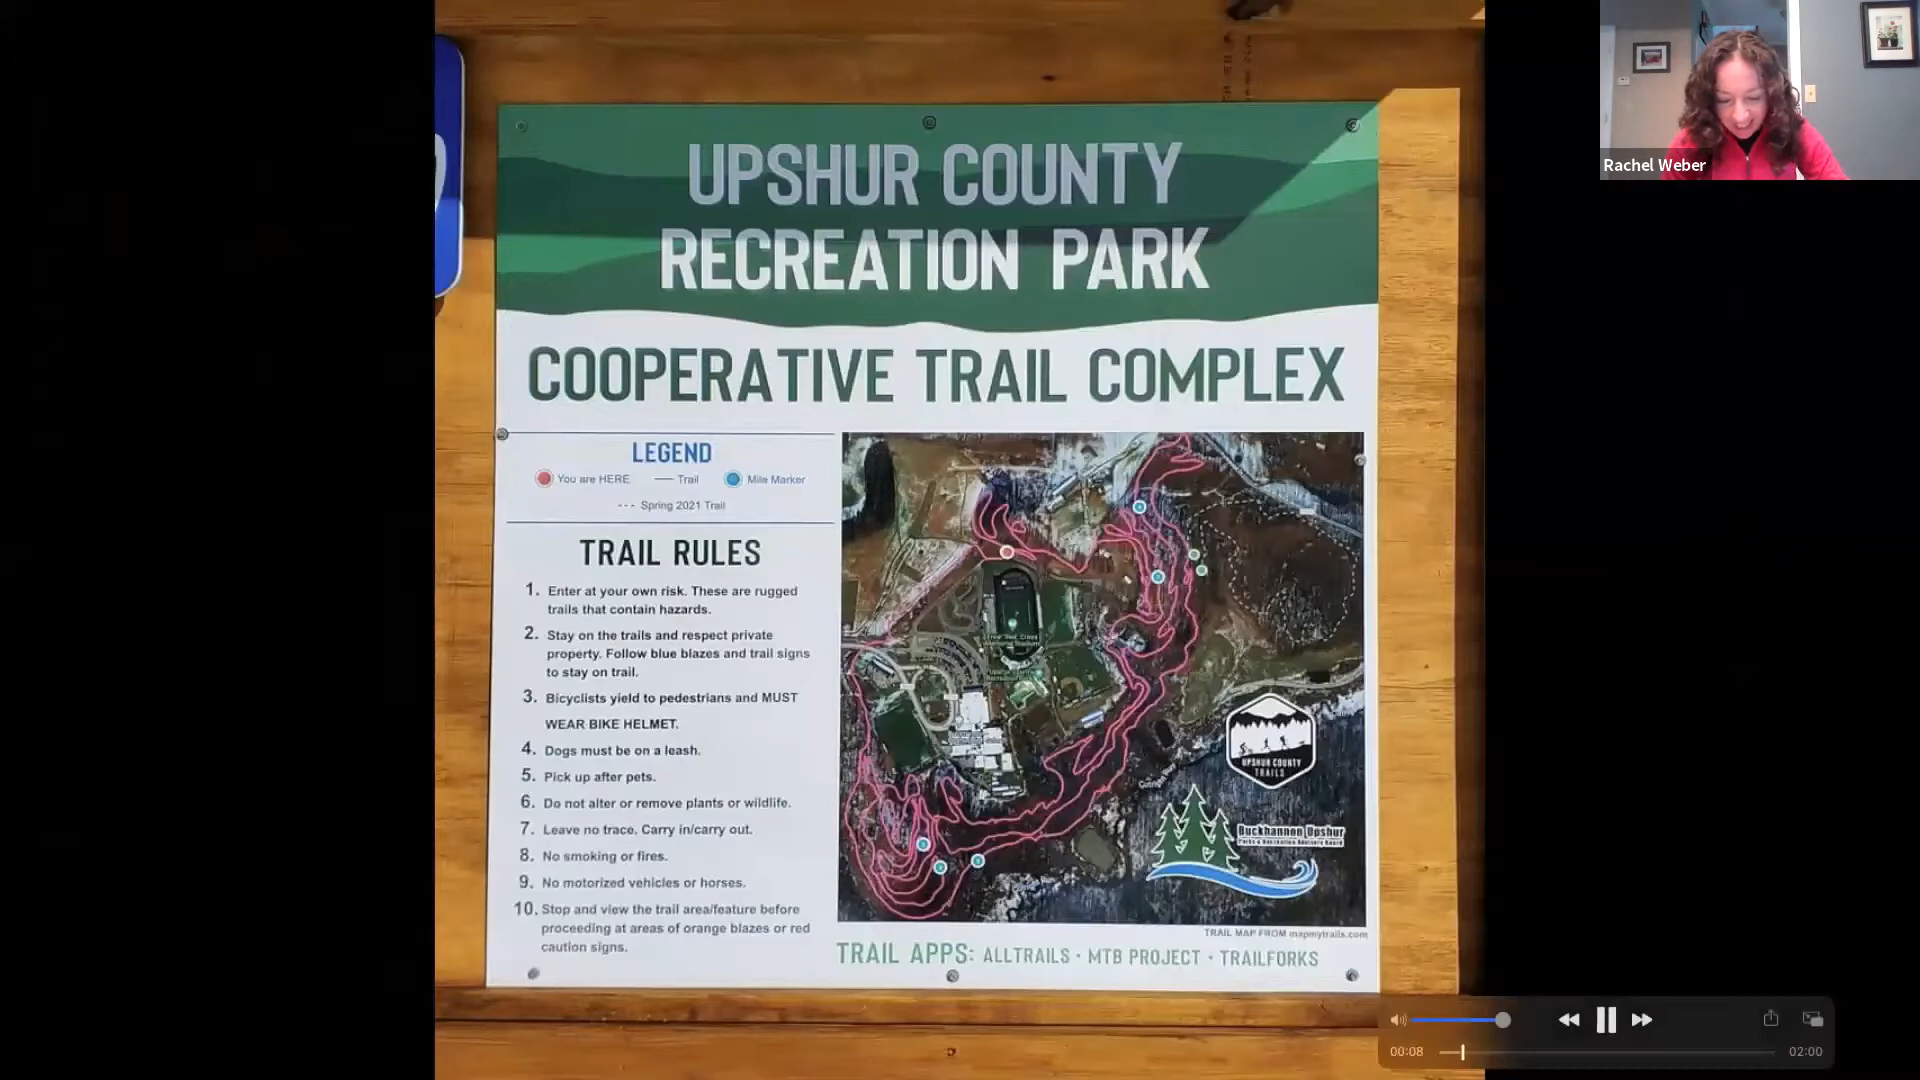 UPSHUR COUNTY
RECREATION PARK
COOPERATIVE TRAIL COMPLEX
LEGEND
You are HERE
Trail
Mile Marker
Spring 2021 Trail
TRAIL RULES
1. Enter at your own risk. These are rugged
trails that contain hazards.
2. Stay on the trails and respect private
property. Follow blue blazes and trail signs
to stay on trail.
3. Bicyclists yield to pedestrians and MUST
WEAR BIKE HELMET.
4. Dogs must be on a leash.
5. Pick up after pets.
6. Do not alter or remove plants or wildlife.
7. Leave no trace. Carry in/carry out.
8. No smoking or fires.
9. No motorized vehicles or horses.
10. Stop and view the trail area/feature before
proceeding at areas of orange blazes or red
caution signs.
UPSHUR COUNTY
TRAILS
Buckhannon Upshur
Parks & Recreation Advisory Board
TRAIL MAP FROM mapmytrails.com
TRAIL APPS: ALLTRAILS · MTB PROJECT · TRAILFORKS
Rachel Weber
00:08
02:00